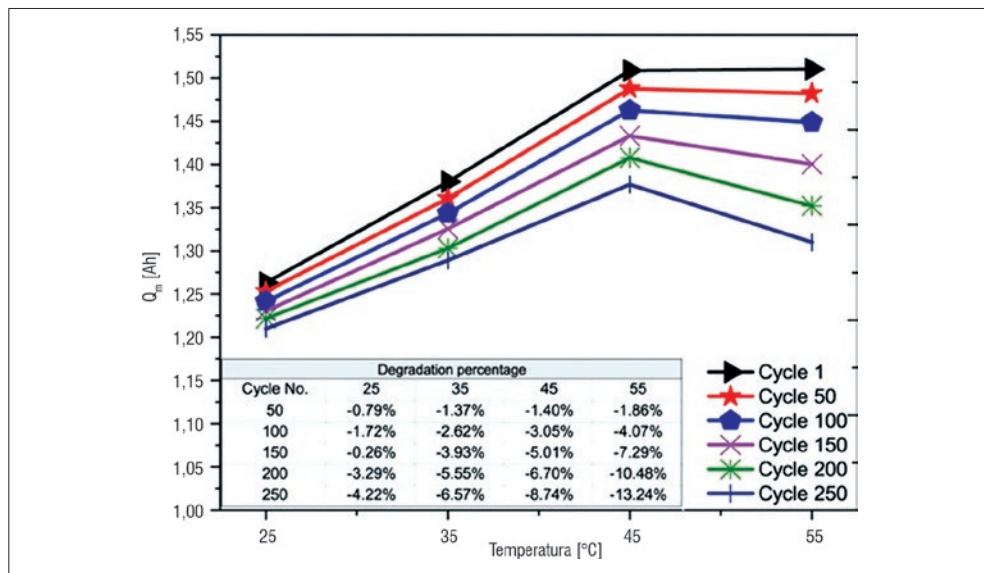 1,55
1,50
1,45
1,40
1,35
1,30
1,25
1,20
1,15
1,10
1,05
1,00
Qm [Ah]
Degradation percentage
Cycle No. 25 35 45 55
50 -0.79% -1.37% -1.40% -1.86%
100 -1.72% -2.62% -3.05% -4.07%
150 -0.26% -3.93% -5.01% -7.29%
200 -3.29% -5.55% -6.70% -10.48%
250 -4.22% -6.57% -8.74% -13.24%
Cycle 1
Cycle 50
Cycle 100
Cycle 150
Cycle 200
Cycle 250
25 35 45 55
Temperatura [°C]